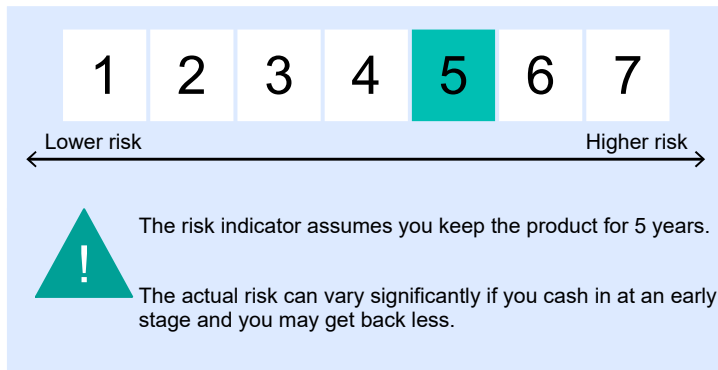 1 2 3 4 5 6 7
Lower risk Higher risk
!
The risk indicator assumes you keep the product for 5 years.
The actual risk can vary significantly if you cash in at an early
stage and you may get back less.